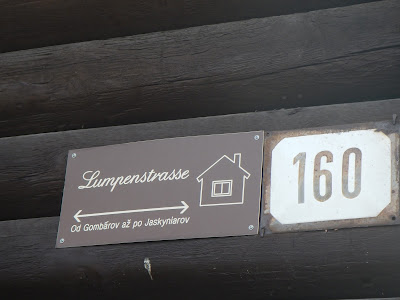 Lumpenstrasse
Od Gombárov až po Jaskyniarov
160